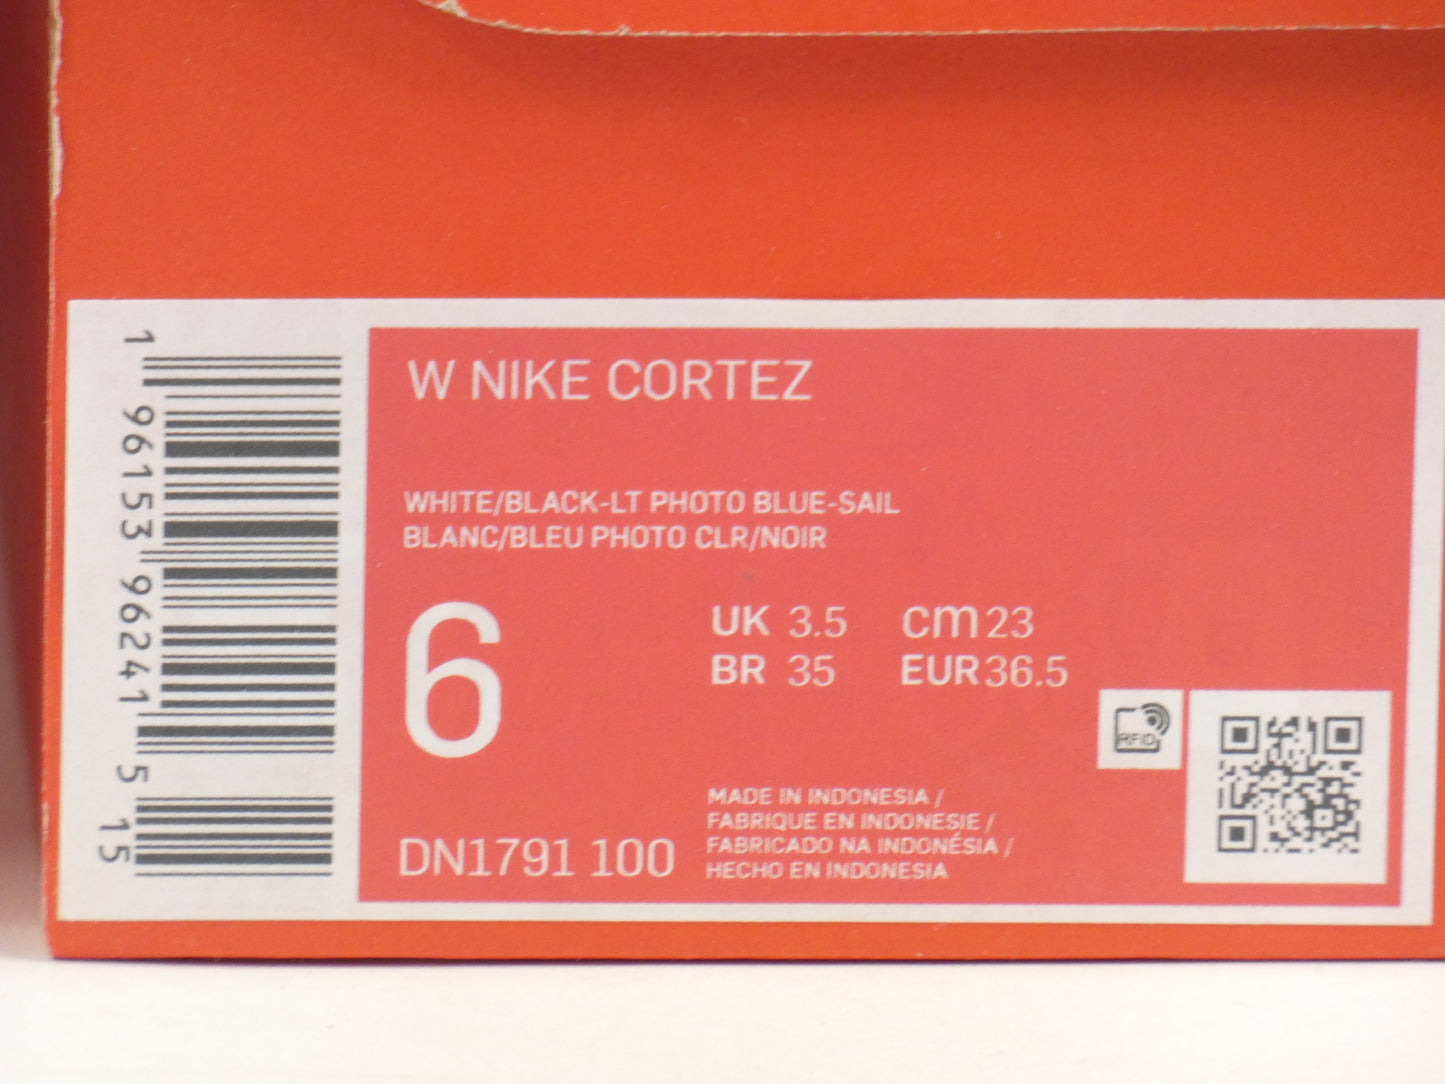 1 96153 96241 5 15
W NIKE CORTEZ
WHITE/BLACK-LT PHOTO BLUE-SAIL
BLANC/BLEU PHOTO CLR/NOIR
6
UK 3.5 cm 23
BR 35 EUR 36.5
RFID
DN1791 100
MADE IN INDONESIA /
FABRIQUE EN INDONESIE /
FABRICADO NA INDONÉSIA /
HECHO EN INDONESIA